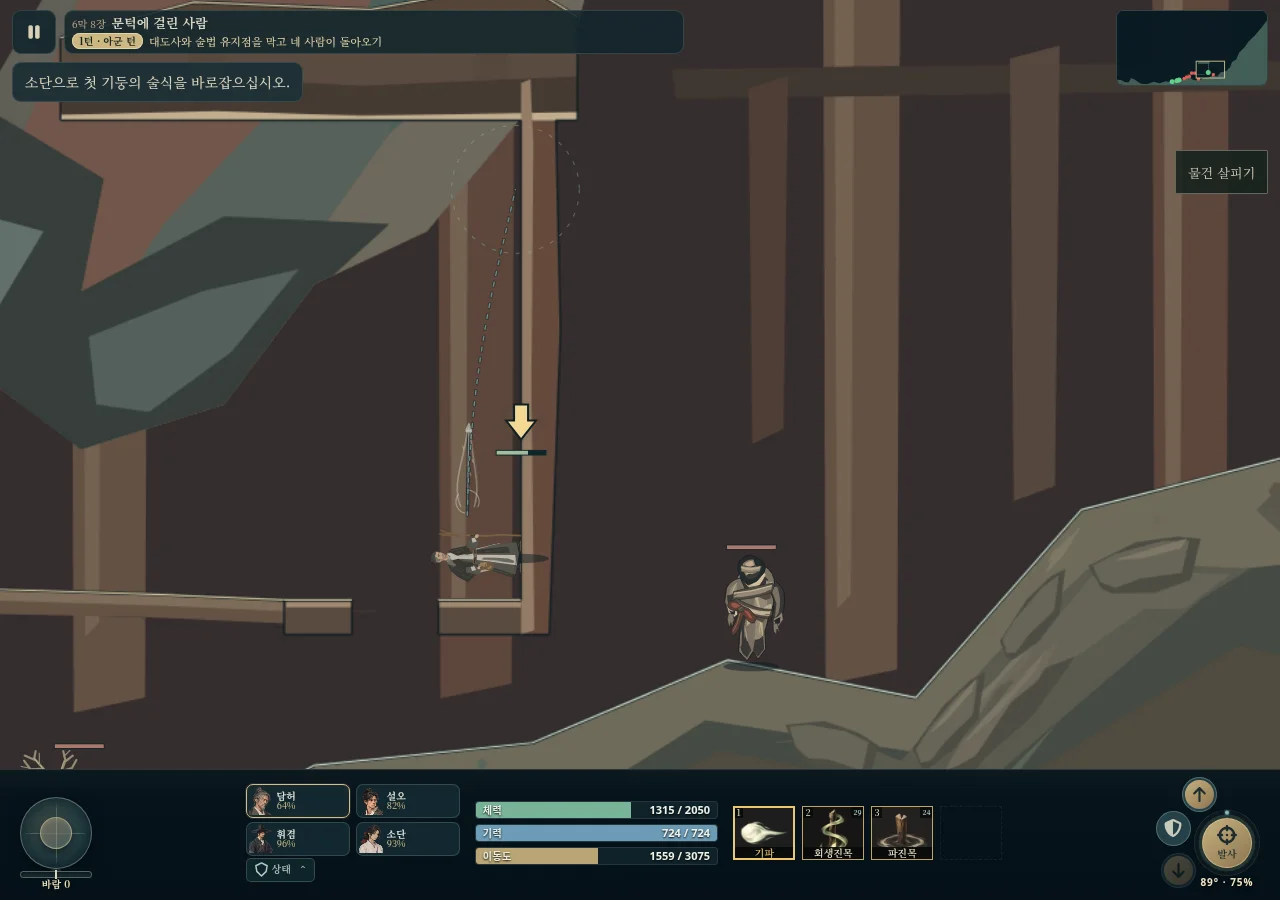 6막 8장 문턱에 걸린 사람
1턴 · 아군 턴 대도사와 술법 유지점을 막고 네 사람이 돌아오기
소단으로 첫 기둥의 술식을 바로잡으십시오.
물건 살피기
바람 0
담허
64%
설오
82%
휘겸
96%
소단
93%
상태
체력 1315 / 2050
기력 724 / 724
이동도 1559 / 3075
1
기파
2 29
회생진목
3 24
파진목
발사
89° · 75%